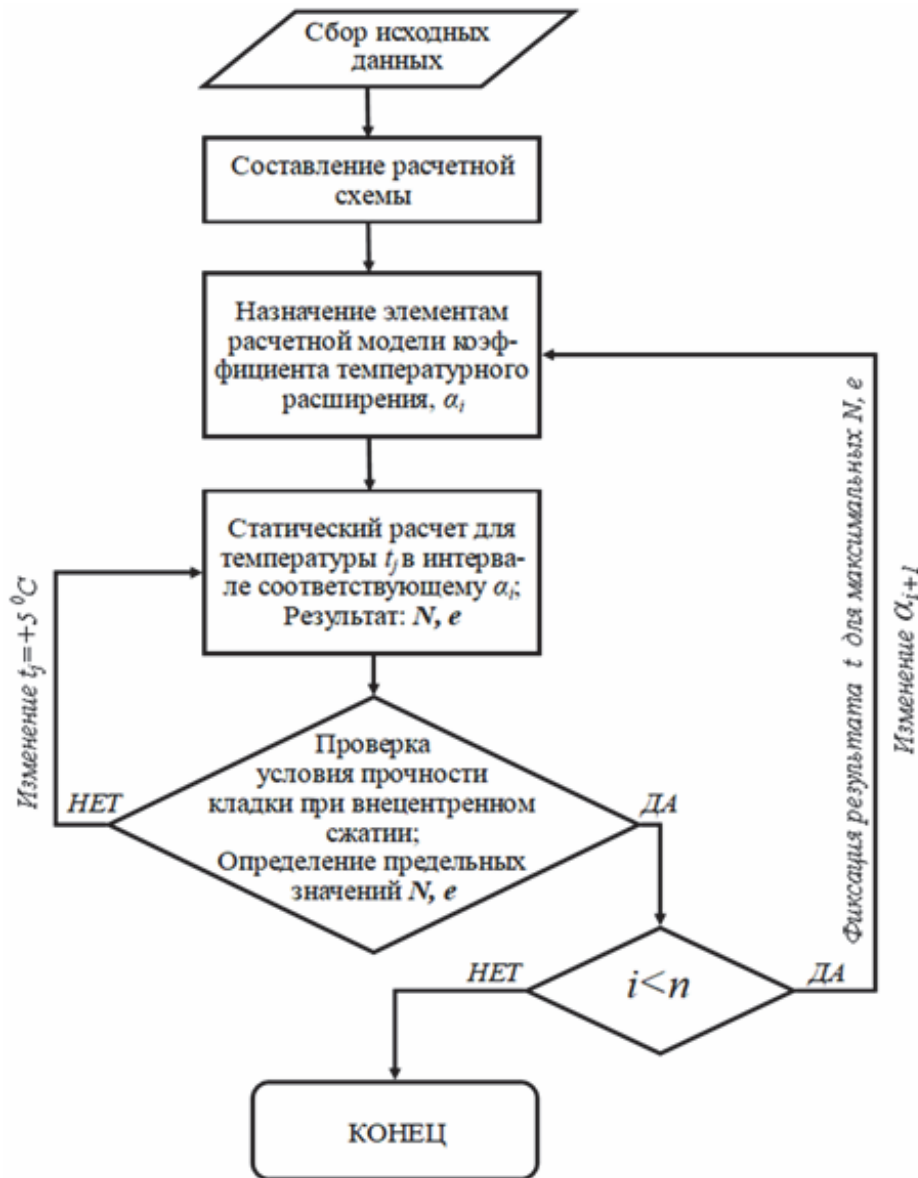 Сбор исходных
данных
Составление расчетной
схемы
Назначение элементам
расчетной модели коэф-
фициента температурного
расширения, αi
Статический расчет для
температуры tj в интерва-
ле соответствующему αi;
Результат: N, e
Изменение tj=+5 ⁰C
Проверка
условия прочности
кладки при внецентренном
сжатии;
Определение предельных
значений N, e
НЕТ
ДА
i<n
НЕТ
ДА
Фиксация результата t для максимальных N, e
Изменение αi+1
КОНЕЦ